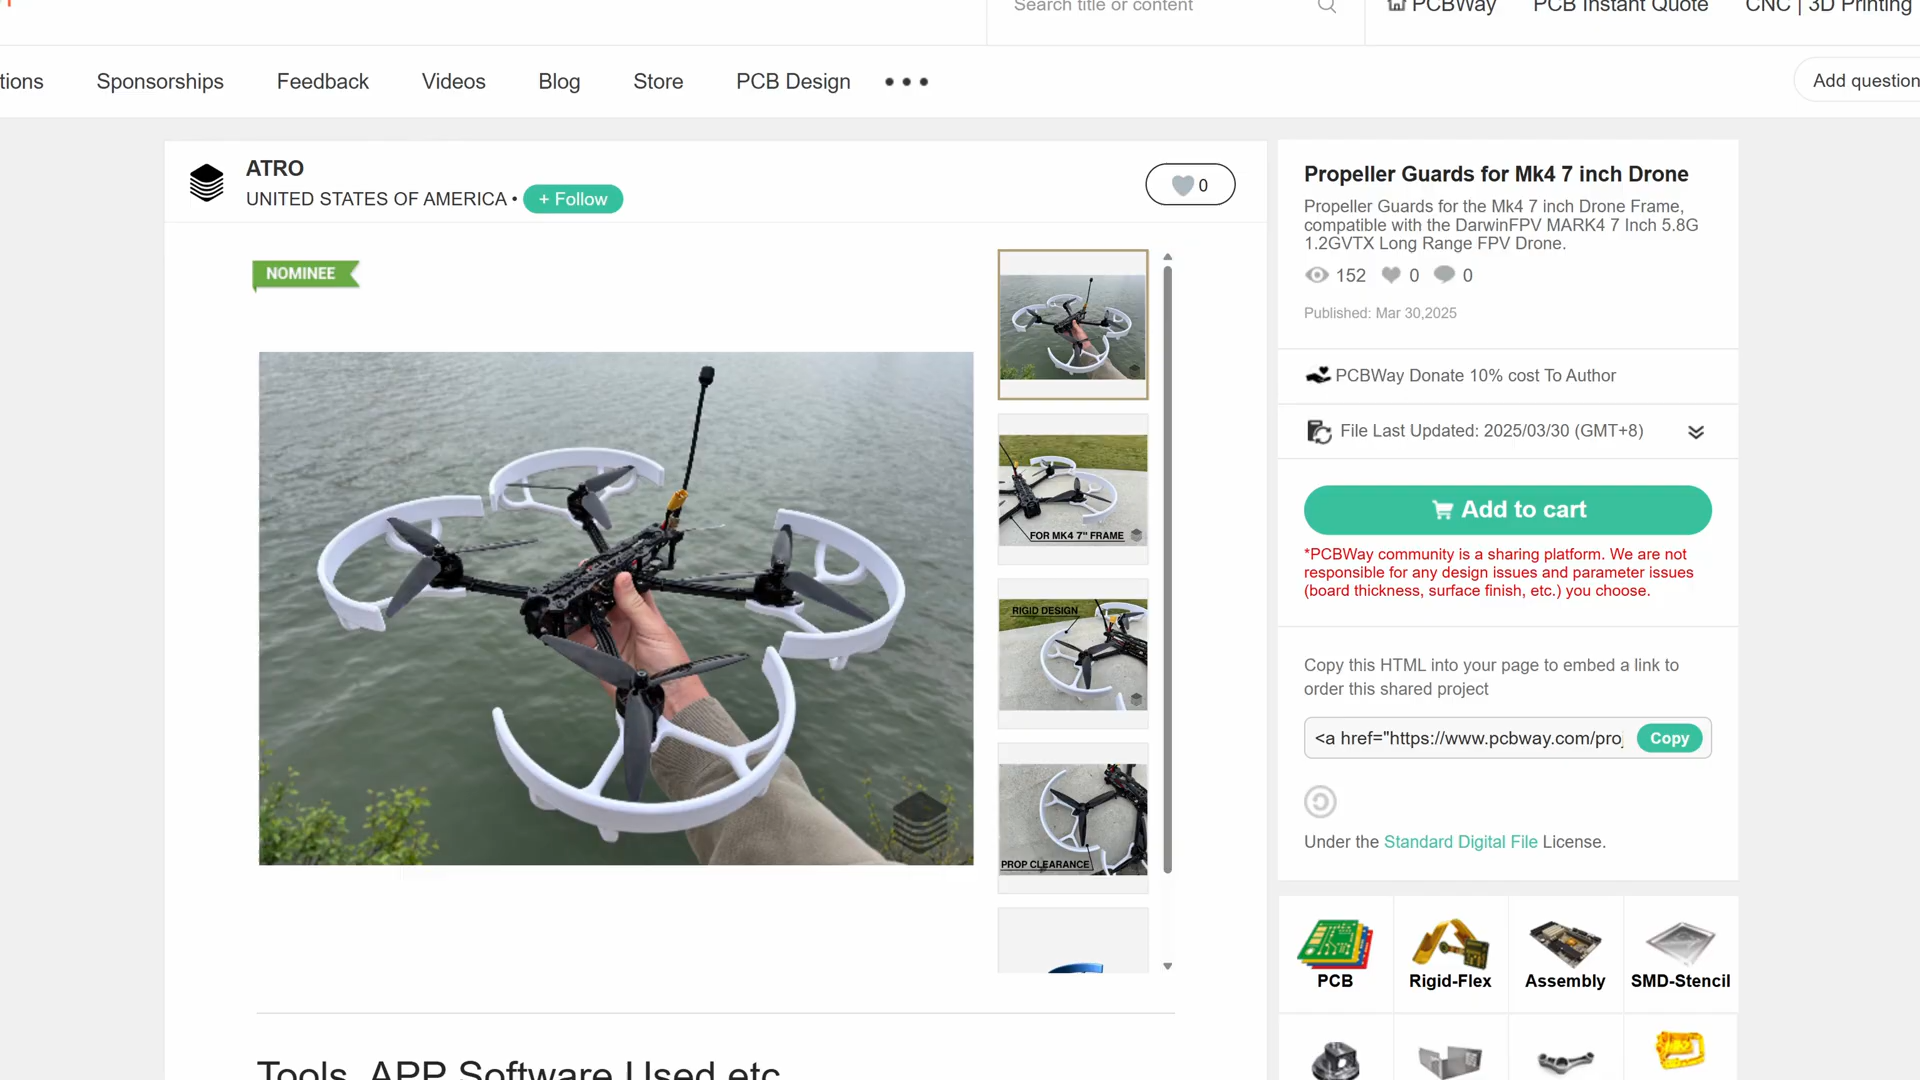 Search title or content
PCBWay
PCB Instant Quote
CNC | 3D Printing
tions
Sponsorships
Feedback
Videos
Blog
Store
PCB Design
Add question
ATRO
UNITED STATES OF AMERICA •
+ Follow
0
NOMINEE
FOR MK4 7" FRAME
RIGID DESIGN
PROP CLEARANCE
Tools, APP Software Used etc.
Propeller Guards for Mk4 7 inch Drone
Propeller Guards for the Mk4 7 inch Drone Frame,
compatible with the DarwinFPV MARK4 7 Inch 5.8G
1.2GVTX Long Range FPV Drone.
152 0 0
Published: Mar 30,2025
PCBWay Donate 10% cost To Author
File Last Updated: 2025/03/30 (GMT+8)
Add to cart
*PCBWay community is a sharing platform. We are not
responsible for any design issues and parameter issues
(board thickness, surface finish, etc.) you choose.
Copy this HTML into your page to embed a link to
order this shared project
<a href="https://www.pcbway.com/proj
Copy
Under the Standard Digital File License.
PCB
Rigid-Flex
Assembly
SMD-Stencil